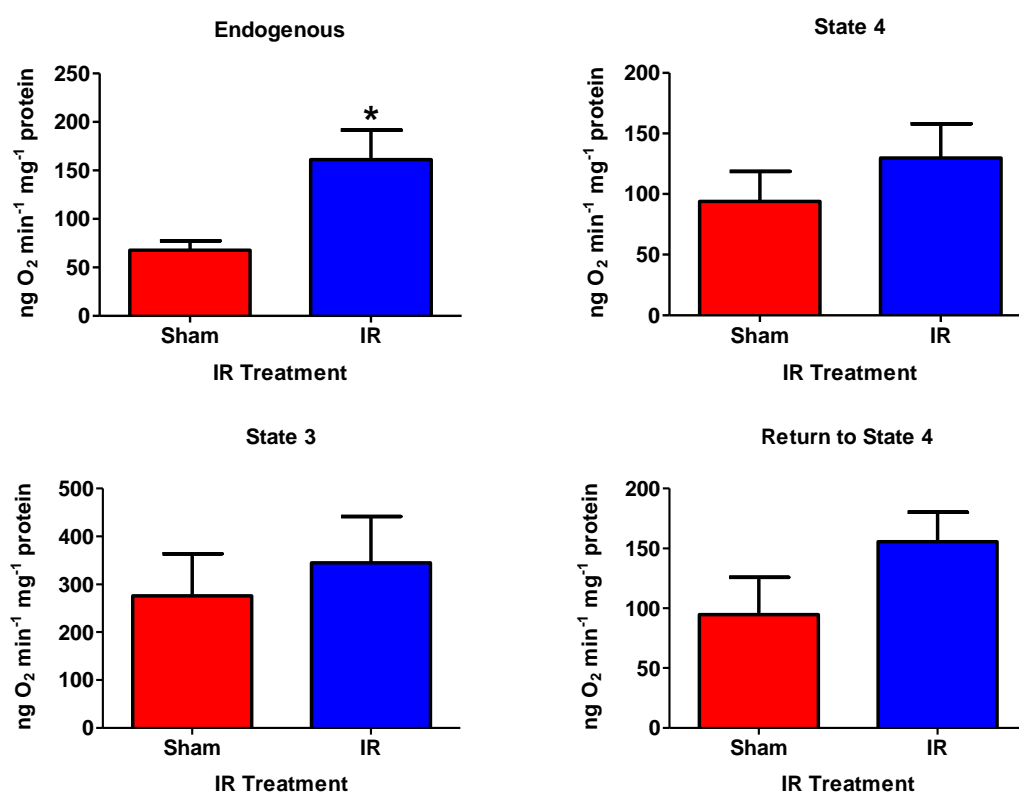 Endogenous
ng O₂ min⁻¹ mg⁻¹ protein
250
200
150
100
50
0
*
Sham IR
IR Treatment
State 4
ng O₂ min⁻¹ mg⁻¹ protein
200
150
100
50
0
Sham IR
IR Treatment
State 3
ng O₂ min⁻¹ mg⁻¹ protein
500
400
300
200
100
0
Sham IR
IR Treatment
Return to State 4
ng O₂ min⁻¹ mg⁻¹ protein
200
150
100
50
0
Sham IR
IR Treatment